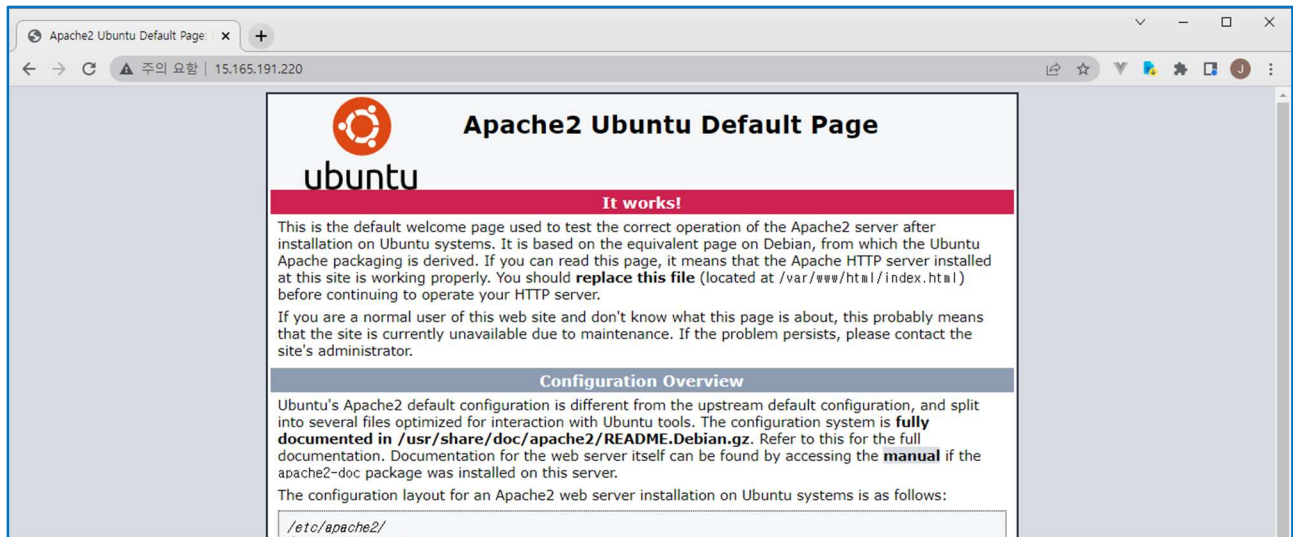 Apache2 Ubuntu Default Page:
주의 요함
15.165.191.220
J
ubuntu
Apache2 Ubuntu Default Page
It works!
This is the default welcome page used to test the correct operation of the Apache2 server after
installation on Ubuntu systems. It is based on the equivalent page on Debian, from which the Ubuntu
Apache packaging is derived. If you can read this page, it means that the Apache HTTP server installed
at this site is working properly. You should replace this file (located at /var/www/html/index.html)
before continuing to operate your HTTP server.
If you are a normal user of this web site and don't know what this page is about, this probably means
that the site is currently unavailable due to maintenance. If the problem persists, please contact the
site's administrator.
Configuration Overview
Ubuntu's Apache2 default configuration is different from the upstream default configuration, and split
into several files optimized for interaction with Ubuntu tools. The configuration system is fully
documented in /usr/share/doc/apache2/README.Debian.gz. Refer to this for the full
documentation. Documentation for the web server itself can be found by accessing the manual if the
apache2-doc package was installed on this server.
The configuration layout for an Apache2 web server installation on Ubuntu systems is as follows:
/etc/apache2/